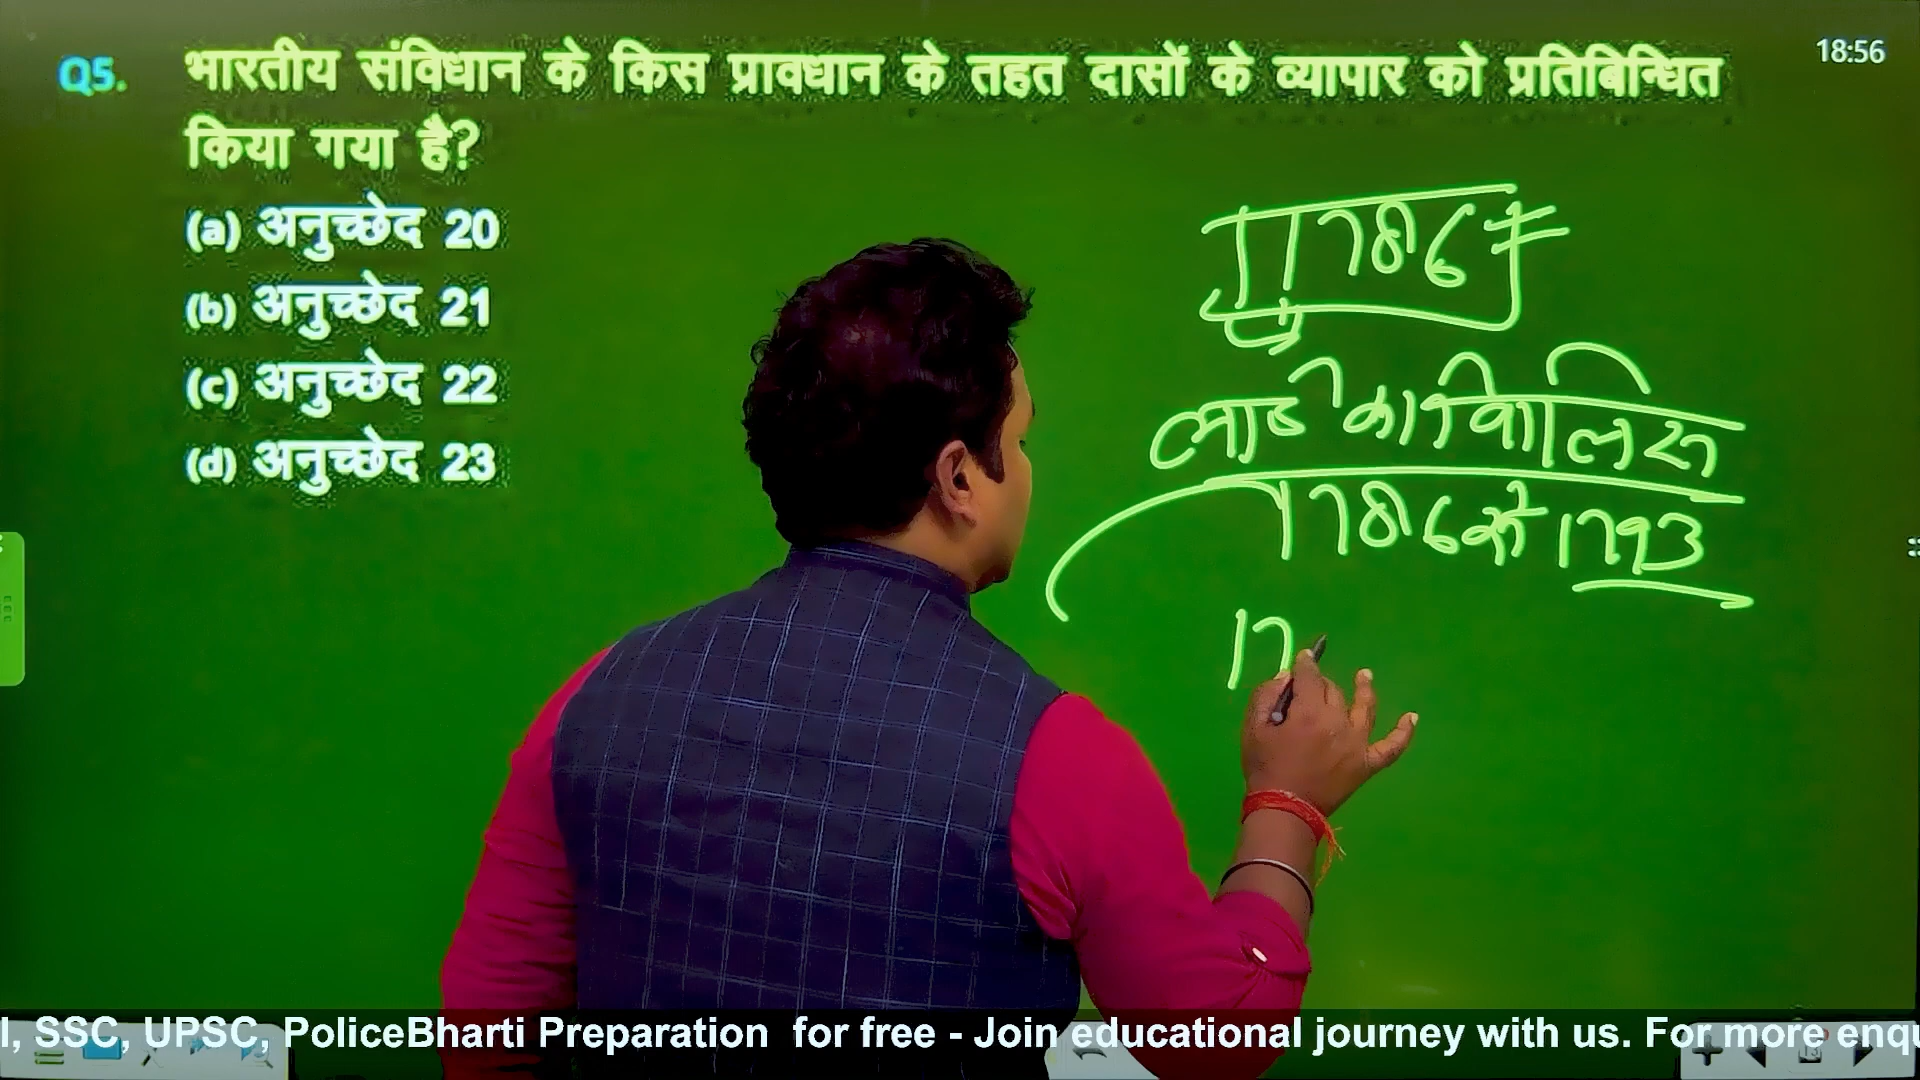 Q5. भारतीय संविधान के किस प्रावधान के तहत दासों के व्यापार को प्रतिबिन्धित
किया गया है?
18:56
(a) अनुच्छेद 20
(b) अनुच्छेद 21
(c) अनुच्छेद 22
(d) अनुच्छेद 23
1786 ई
लार्ड कार्नवालिस
1786 से 1793
17
I, SSC, UPSC, PoliceBharti Preparation for free - Join educational journey with us. For more enqu